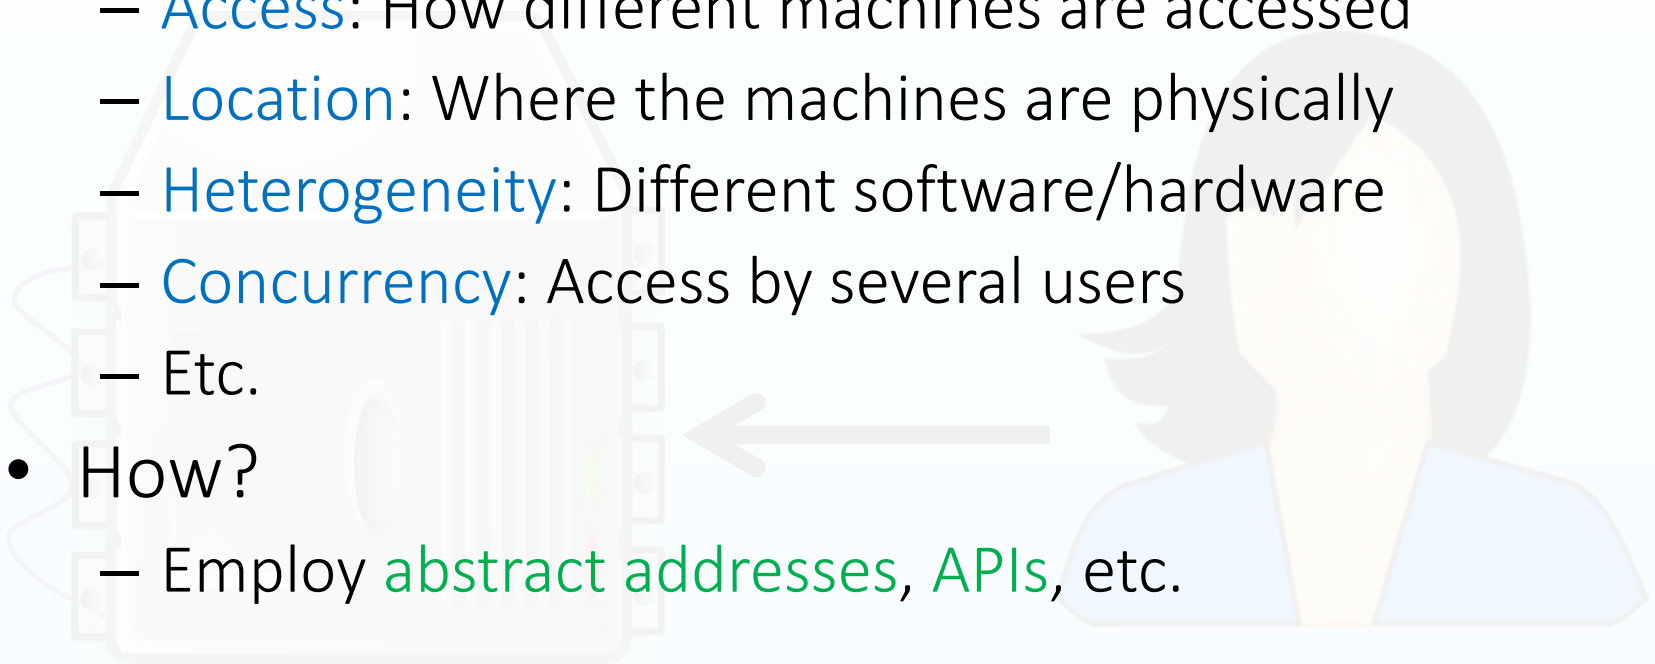 – Access: How different machines are accessed
– Location: Where the machines are physically
– Heterogeneity: Different software/hardware
– Concurrency: Access by several users
– Etc.
• How?
– Employ abstract addresses, APIs, etc.